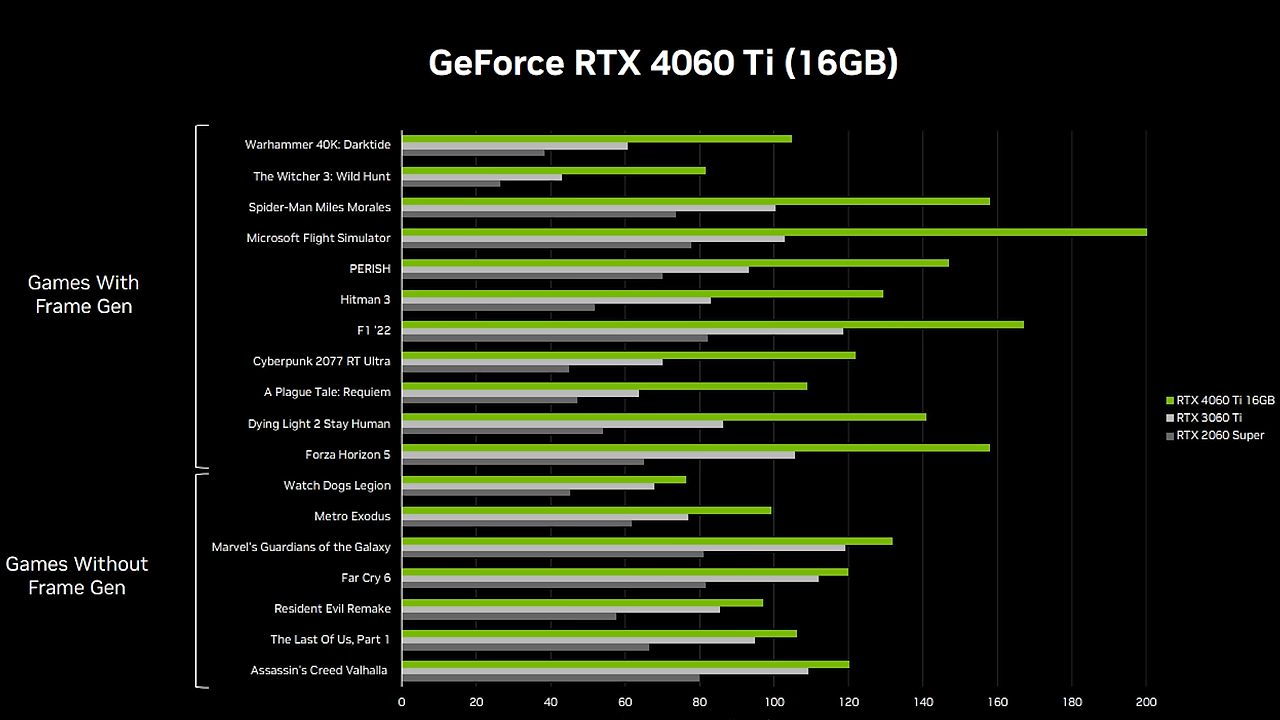 GeForce RTX 4060 Ti (16GB)
Games With
Frame Gen
Warhammer 40K: Darktide
The Witcher 3: Wild Hunt
Spider-Man Miles Morales
Microsoft Flight Simulator
PERISH
Hitman 3
F1 '22
Cyberpunk 2077 RT Ultra
A Plague Tale: Requiem
Dying Light 2 Stay Human
Forza Horizon 5
Games Without
Frame Gen
Watch Dogs Legion
Metro Exodus
Marvel's Guardians of the Galaxy
Far Cry 6
Resident Evil Remake
The Last Of Us, Part 1
Assassin's Creed Valhalla
0 20 40 60 80 100 120 140 160 180 200
RTX 4060 Ti 16GB
RTX 3060 Ti
RTX 2060 Super